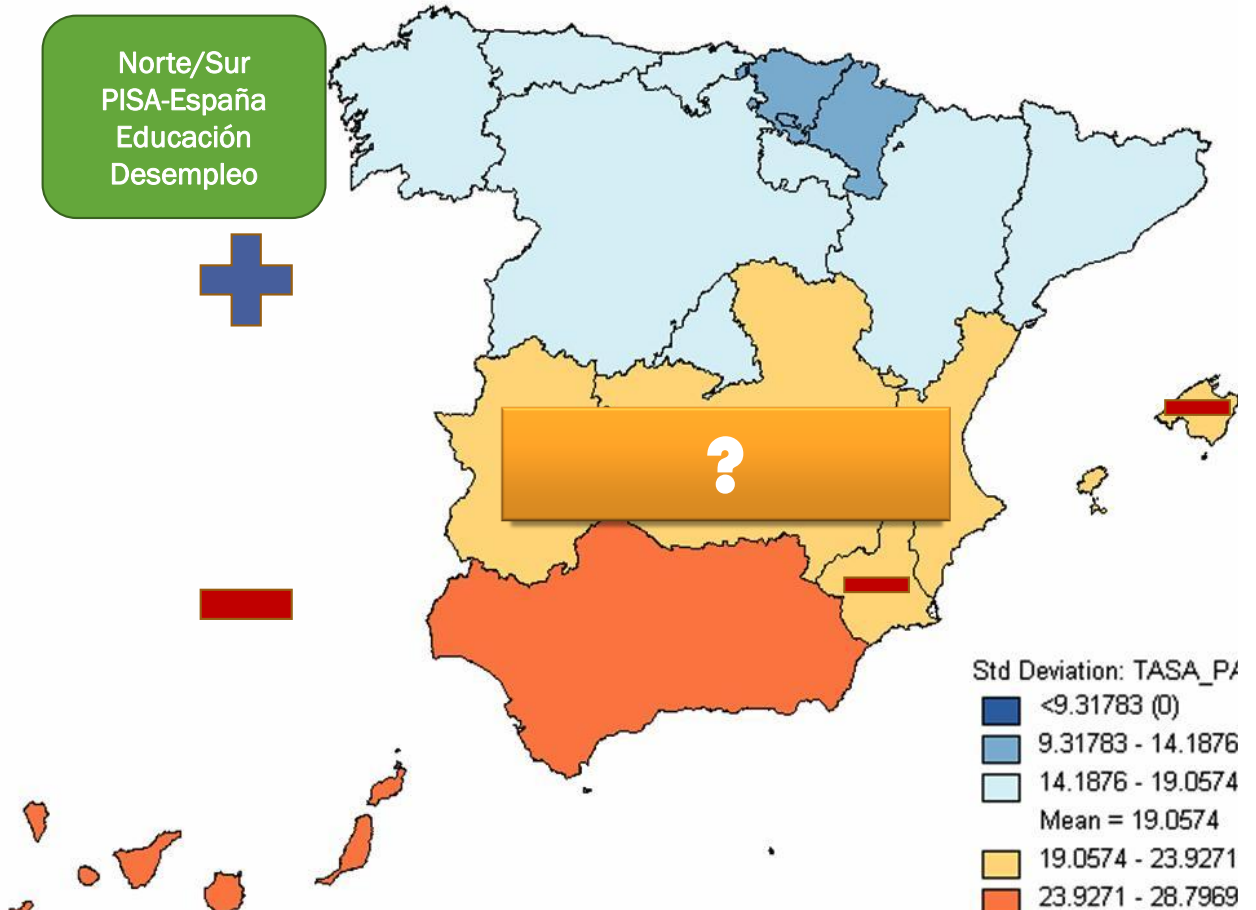 Norte/Sur
PISA-España
Educación
Desempleo
?
Std Deviation: TASA_PA
<9.31783 (0)
9.31783 - 14.1876
14.1876 - 19.0574
Mean = 19.0574
19.0574 - 23.9271
23.9271 - 28.7969